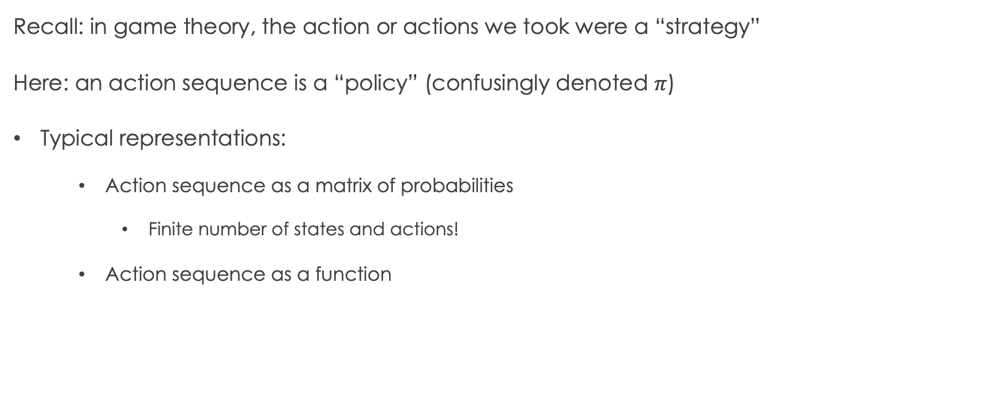 Recall: in game theory, the action or actions we took were a “strategy”
Here: an action sequence is a “policy” (confusingly denoted π)
• Typical representations:
• Action sequence as a matrix of probabilities
• Finite number of states and actions!
• Action sequence as a function